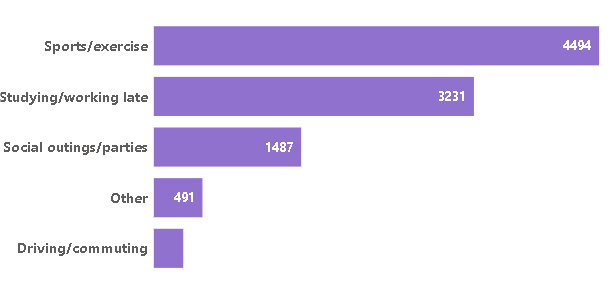 Sports/exercise 4494
Studying/working late 3231
Social outings/parties 1487
Other 491
Driving/commuting